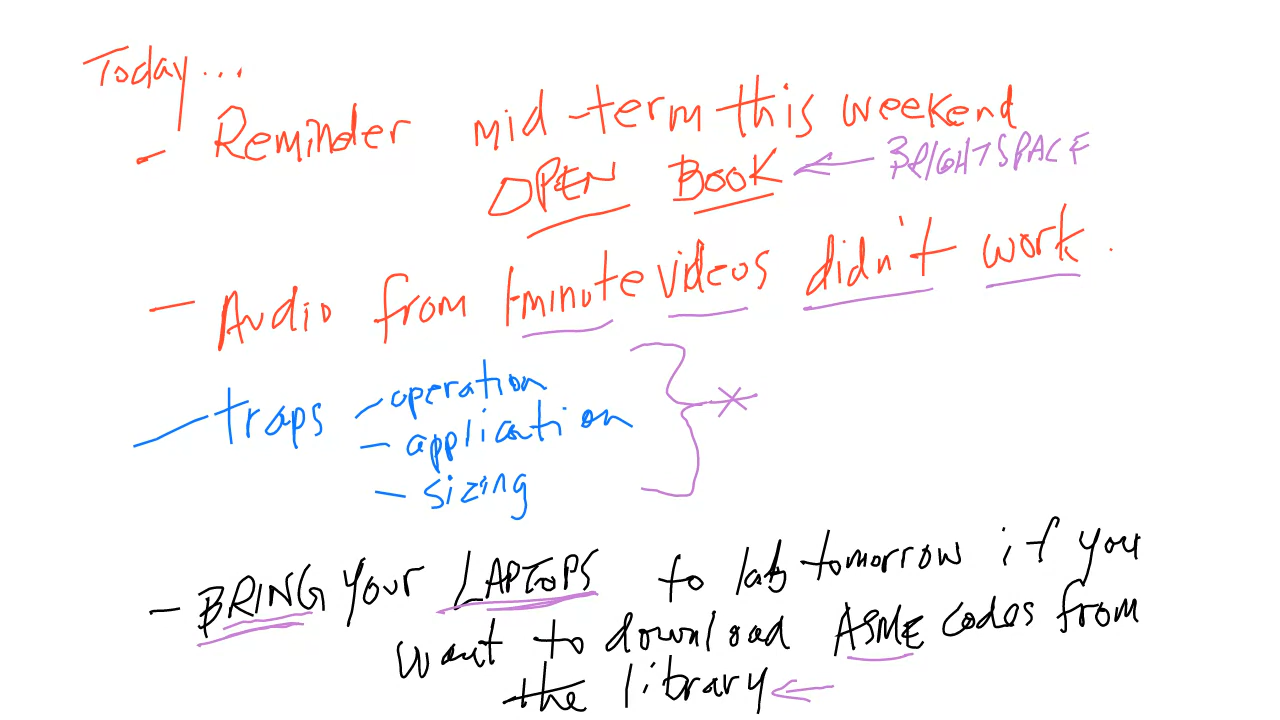 Today...
- Reminder mid-term this weekend
OPEN BOOK ← BRIGHTSPACE
- Audio from 1minute videos didn't work.
- traps - operation
- application
- sizing
- BRING your LAPTOPS to lab tomorrow if you
want to download ASME codes from
the library ←